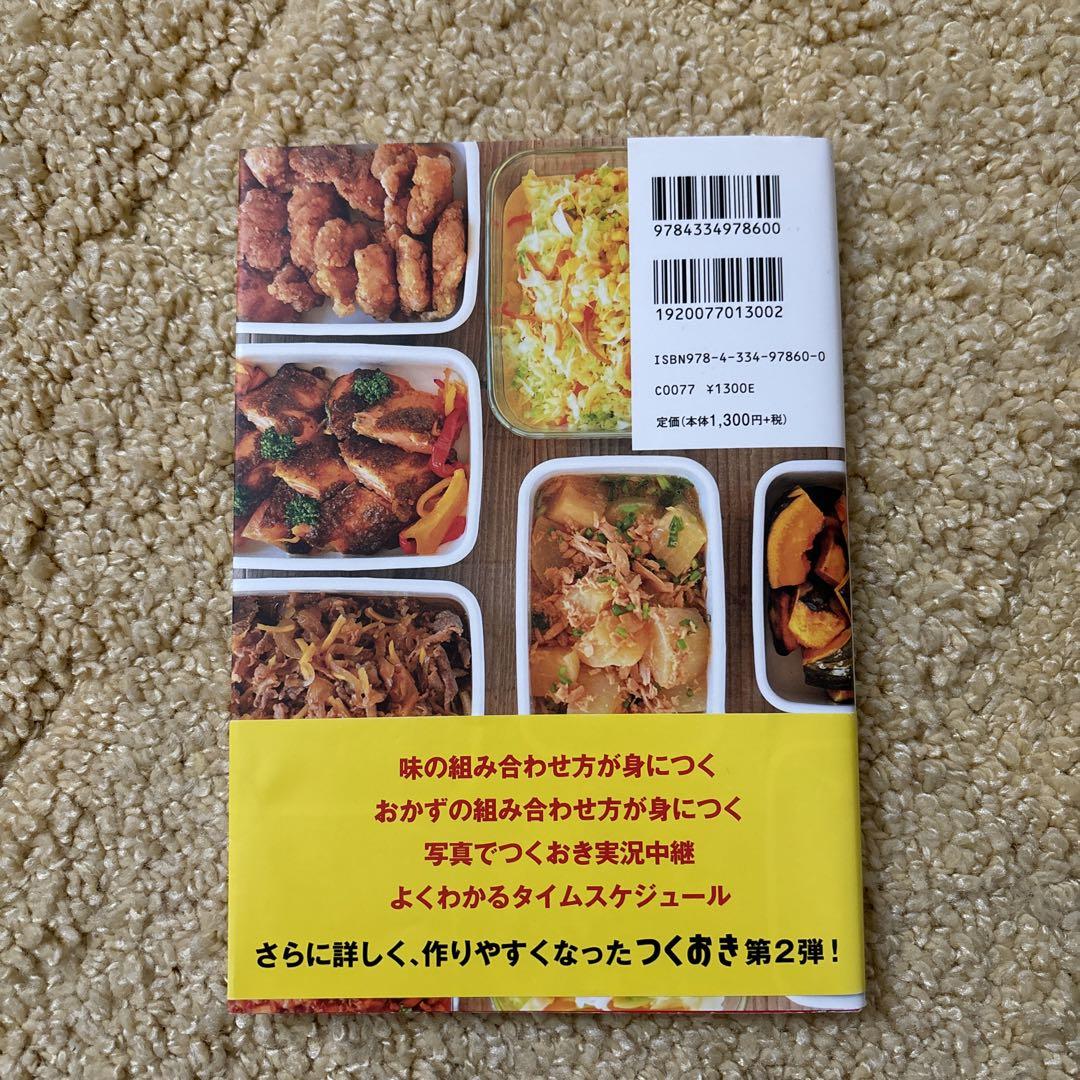 9784334978600
1920077013002
ISBN978-4-334-97860-0
C0077 ¥1300E
定価(本体1,300円+税)
味の組み合わせ方が身につく
おかずの組み合わせ方が身につく
写真でつくおき実況中継
よくわかるタイムスケジュール
さらに詳しく、作りやすくなったつくおき第2弾!